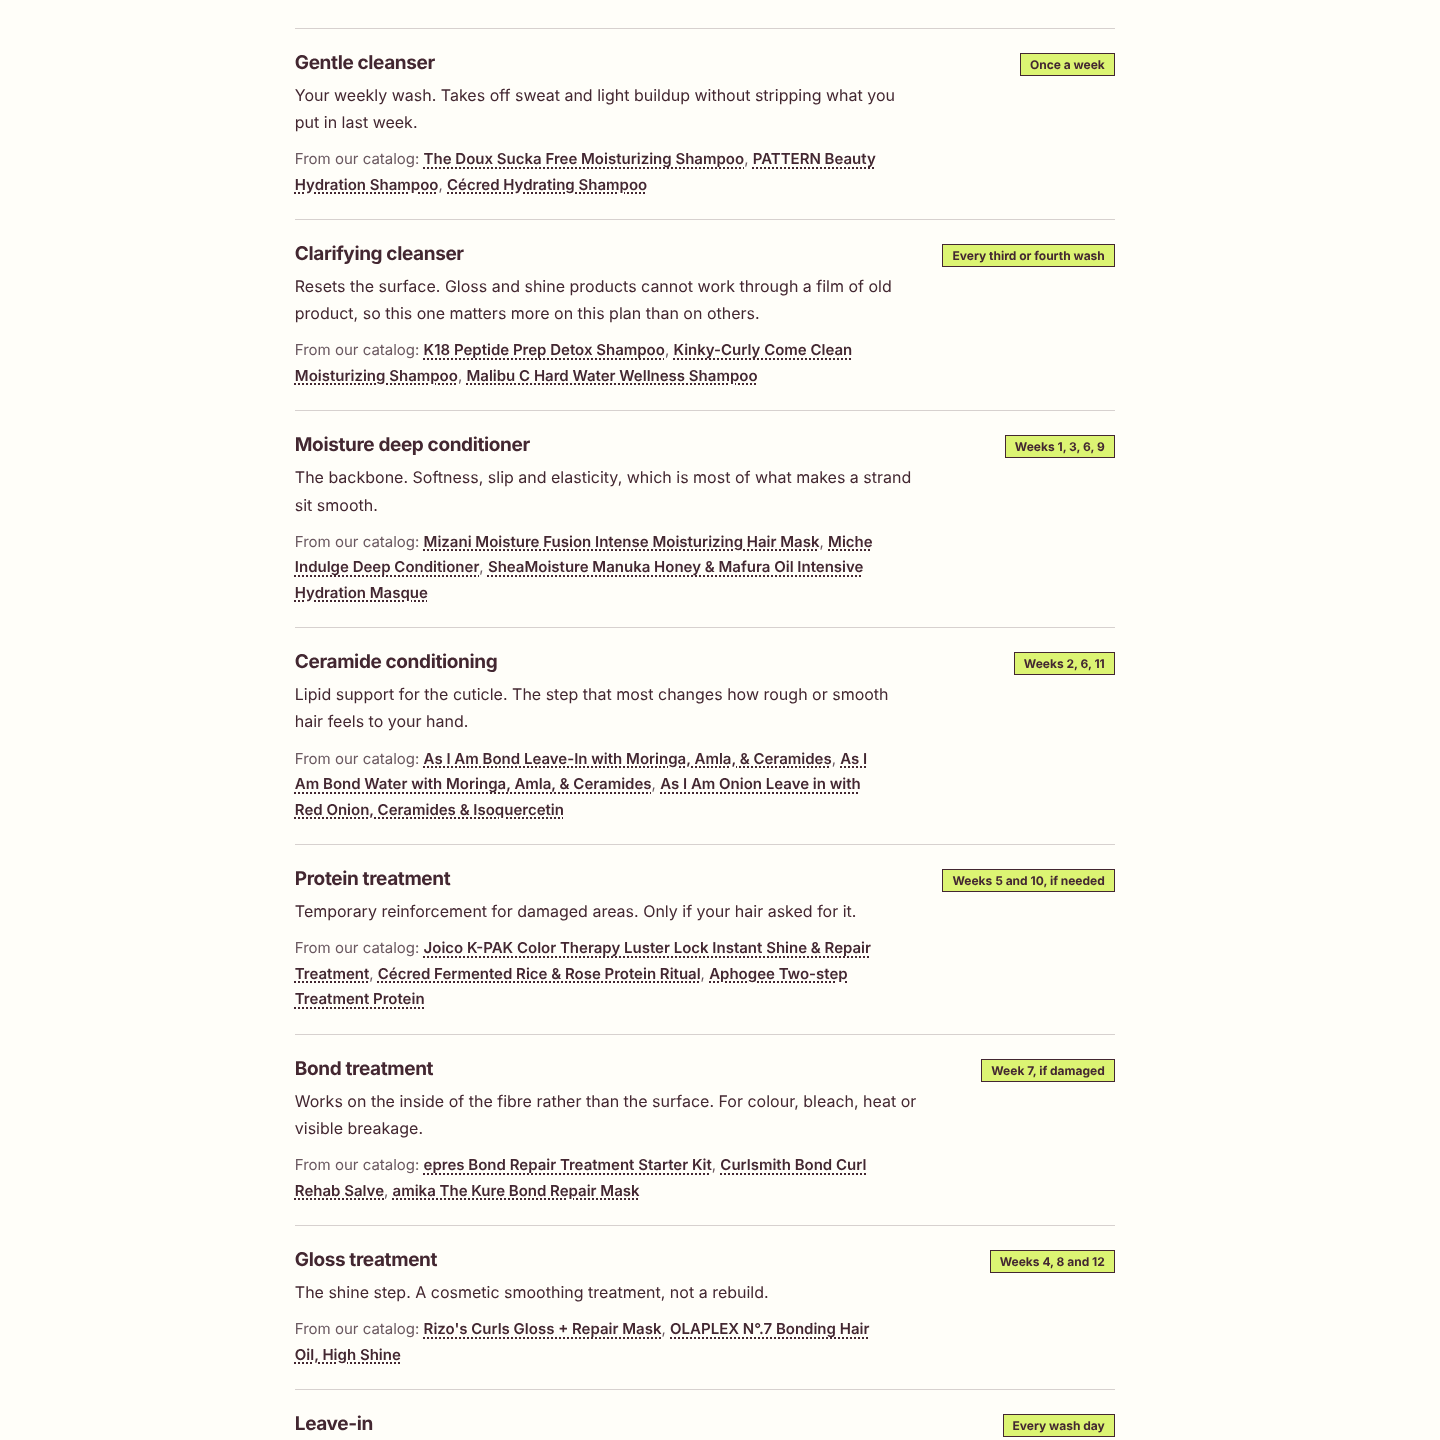 Gentle cleanser
Once a week
Your weekly wash. Takes off sweat and light buildup without stripping what you
put in last week.
From our catalog: The Doux Sucka Free Moisturizing Shampoo, PATTERN Beauty
Hydration Shampoo, Cécred Hydrating Shampoo
Clarifying cleanser
Every third or fourth wash
Resets the surface. Gloss and shine products cannot work through a film of old
product, so this one matters more on this plan than on others.
From our catalog: K18 Peptide Prep Detox Shampoo, Kinky-Curly Come Clean
Moisturizing Shampoo, Malibu C Hard Water Wellness Shampoo
Moisture deep conditioner
Weeks 1, 3, 6, 9
The backbone. Softness, slip and elasticity, which is most of what makes a strand
sit smooth.
From our catalog: Mizani Moisture Fusion Intense Moisturizing Hair Mask, Miche
Indulge Deep Conditioner, SheaMoisture Manuka Honey & Mafura Oil Intensive
Hydration Masque
Ceramide conditioning
Weeks 2, 6, 11
Lipid support for the cuticle. The step that most changes how rough or smooth
hair feels to your hand.
From our catalog: As I Am Bond Leave-In with Moringa, Amla, & Ceramides, As I
Am Bond Water with Moringa, Amla, & Ceramides, As I Am Onion Leave in with
Red Onion, Ceramides & Isoquercetin
Protein treatment
Weeks 5 and 10, if needed
Temporary reinforcement for damaged areas. Only if your hair asked for it.
From our catalog: Joico K-PAK Color Therapy Luster Lock Instant Shine & Repair
Treatment, Cécred Fermented Rice & Rose Protein Ritual, Aphogee Two-step
Treatment Protein
Bond treatment
Week 7, if damaged
Works on the inside of the fibre rather than the surface. For colour, bleach, heat or
visible breakage.
From our catalog: epres Bond Repair Treatment Starter Kit, Curlsmith Bond Curl
Rehab Salve, amika The Kure Bond Repair Mask
Gloss treatment
Weeks 4, 8 and 12
The shine step. A cosmetic smoothing treatment, not a rebuild.
From our catalog: Rizo's Curls Gloss + Repair Mask, OLAPLEX N°.7 Bonding Hair
Oil, High Shine
Leave-in
Every wash day